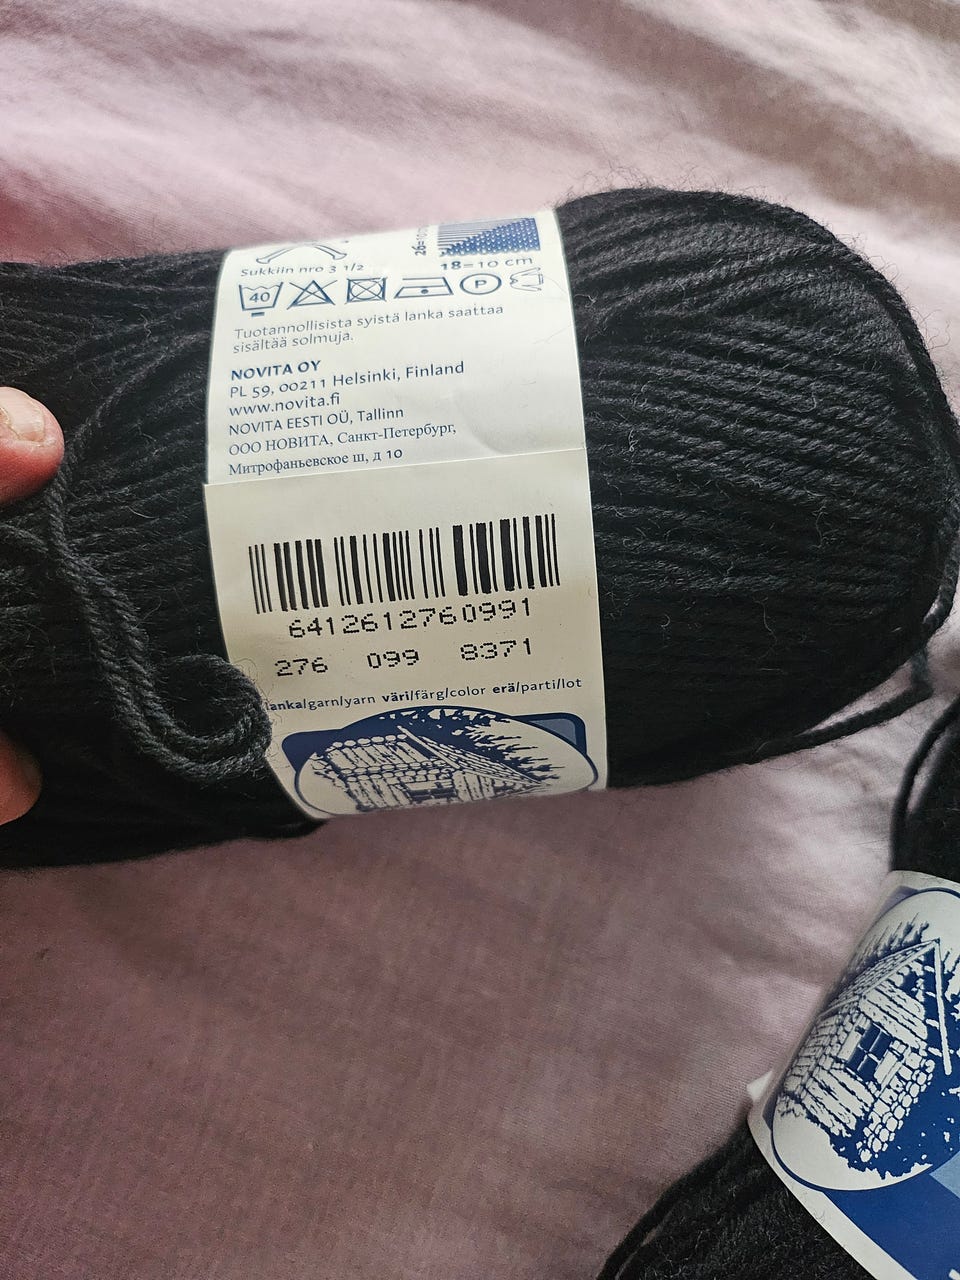 Sukkiin nro 3 1/2
26=
18=10 cm
40
P
Tuotannollisista syistä lanka saattaa
sisältää solmuja.
NOVITA OY
PL 59, 00211 Helsinki, Finland
www.novita.fi
NOVITA EESTI OÜ, Tallinn
ООО НОВИТА, Санкт-Петербург,
Митрофаньевское ш, д 10
6412612760991
276 099 8371
lanka/garn/yarn väri/färg/color erä/parti/lot